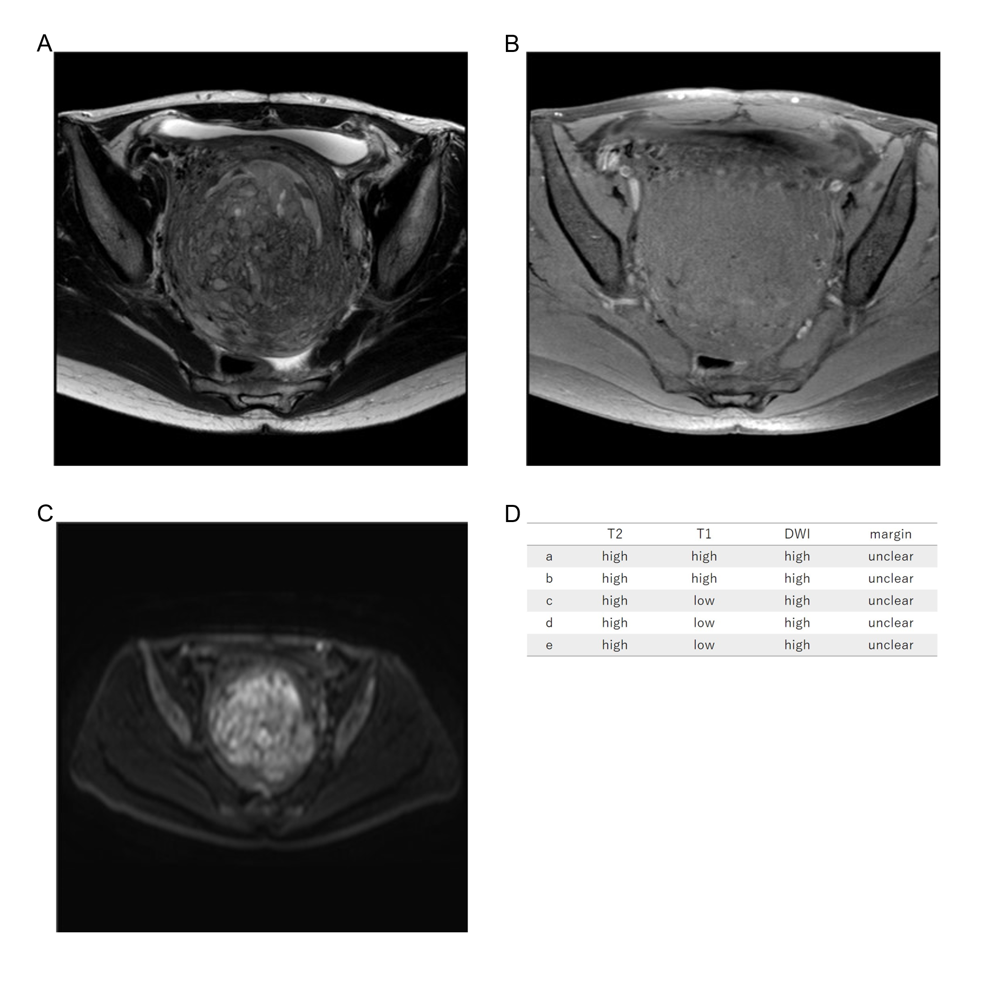 A
B
C
D
T2 T1 DWI margin
a high high high unclear
b high high high unclear
c high low high unclear
d high low high unclear
e high low high unclear